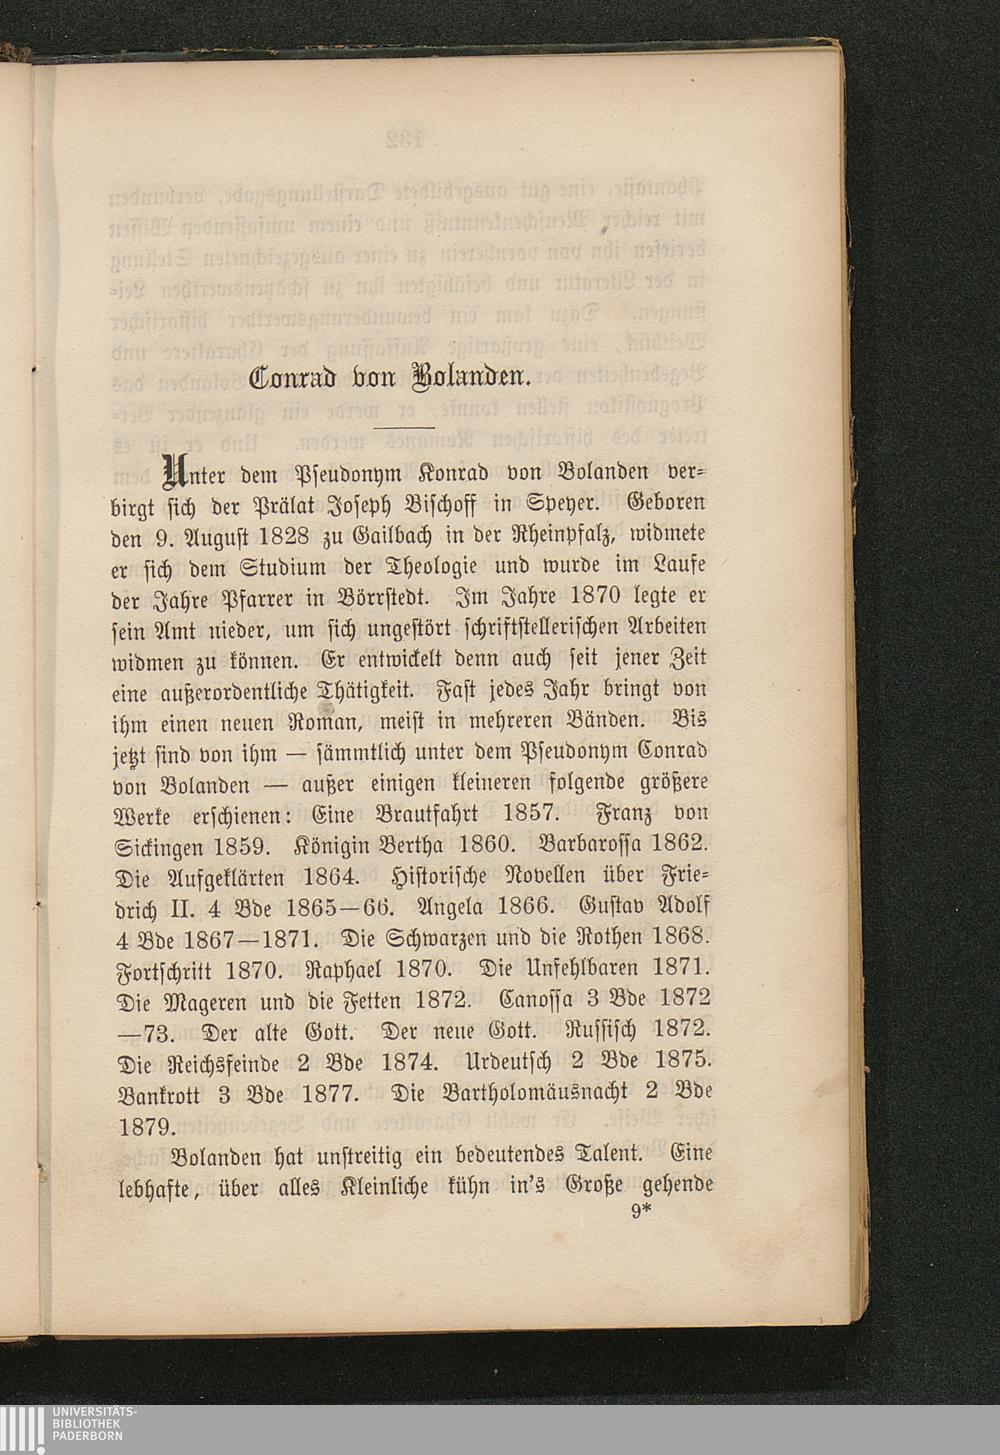 Conrad von Bolanden.
Unter dem Pseudonym Konrad von Bolanden ver-
birgt sich der Prälat Joseph Bischoff in Speyer. Geboren
den 9. August 1828 zu Gailbach in der Rheinpfalz, widmete
er sich dem Studium der Theologie und wurde im Laufe
der Jahre Pfarrer in Börrstedt. Im Jahre 1870 legte er
sein Amt nieder, um sich ungestört schriftstellerischen Arbeiten
widmen zu können. Er entwickelt denn auch seit jener Zeit
eine außerordentliche Thätigkeit. Fast jedes Jahr bringt von
ihm einen neuen Roman, meist in mehreren Bänden. Bis
jetzt sind von ihm — sämmtlich unter dem Pseudonym Conrad
von Bolanden — außer einigen kleineren folgende größere
Werke erschienen: Eine Brautfahrt 1857. Franz von
Sickingen 1859. Königin Bertha 1860. Barbarossa 1862.
Die Aufgeklärten 1864. Historische Novellen über Frie-
drich II. 4 Bde 1865—66. Angela 1866. Gustav Adolf
4 Bde 1867—1871. Die Schwarzen und die Rothen 1868.
Fortschritt 1870. Raphael 1870. Die Unfehlbaren 1871.
Die Mageren und die Fetten 1872. Canossa 3 Bde 1872
—73. Der alte Gott. Der neue Gott. Russisch 1872.
Die Reichsfeinde 2 Bde 1874. Urdeutsch 2 Bde 1875.
Bankrott 3 Bde 1877. Die Bartholomäusnacht 2 Bde
1879.
Bolanden hat unstreitig ein bedeutendes Talent. Eine
lebhafte, über alles Kleinliche kühn in's Große gehende
9*
UNIVERSITÄTS-
BIBLIOTHEK
PADERBORN